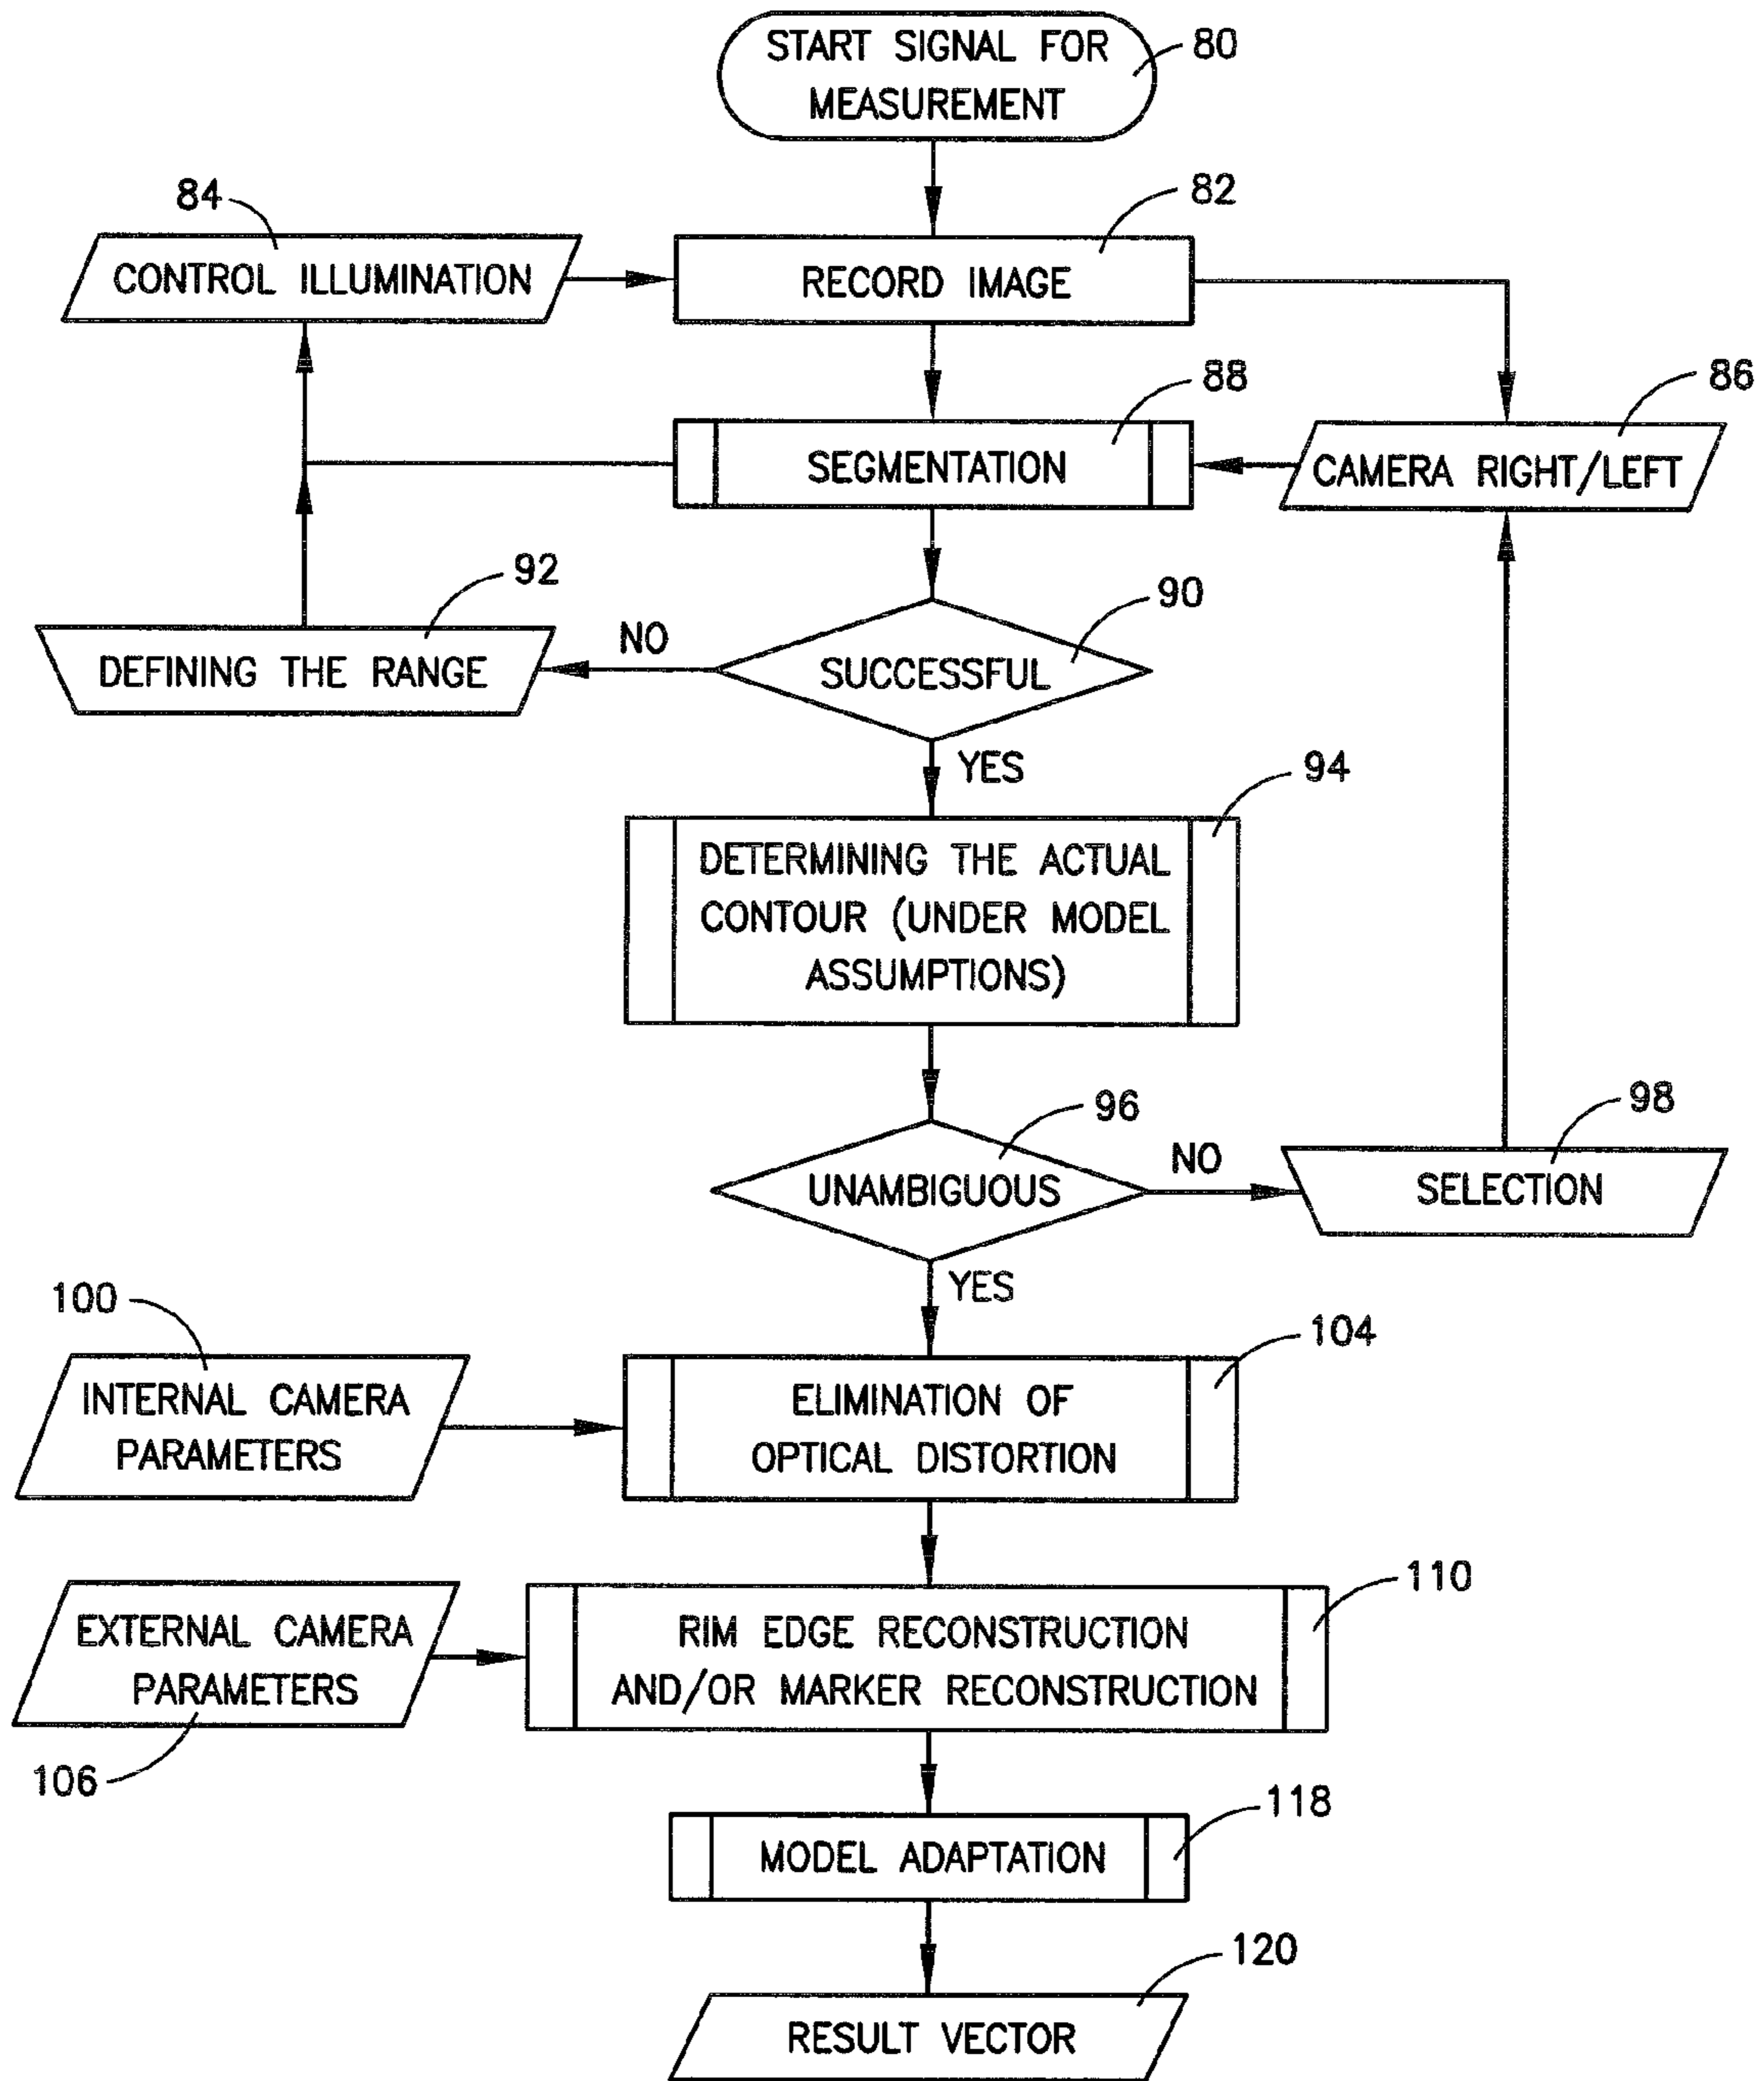 START SIGNAL FOR
MEASUREMENT
80
84
82
CONTROL ILLUMINATION
RECORD IMAGE
88
86
SEGMENTATION
CAMERA RIGHT/LEFT
92
90
NO
DEFINING THE RANGE
SUCCESSFUL
YES
94
DETERMINING THE ACTUAL
CONTOUR (UNDER MODEL
ASSUMPTIONS)
96
98
NO
UNAMBIGUOUS
SELECTION
YES
100
104
INTERNAL CAMERA
PARAMETERS
ELIMINATION OF
OPTICAL DISTORTION
110
EXTERNAL CAMERA
PARAMETERS
RIM EDGE RECONSTRUCTION
AND/OR MARKER RECONSTRUCTION
106
118
MODEL ADAPTATION
120
RESULT VECTOR